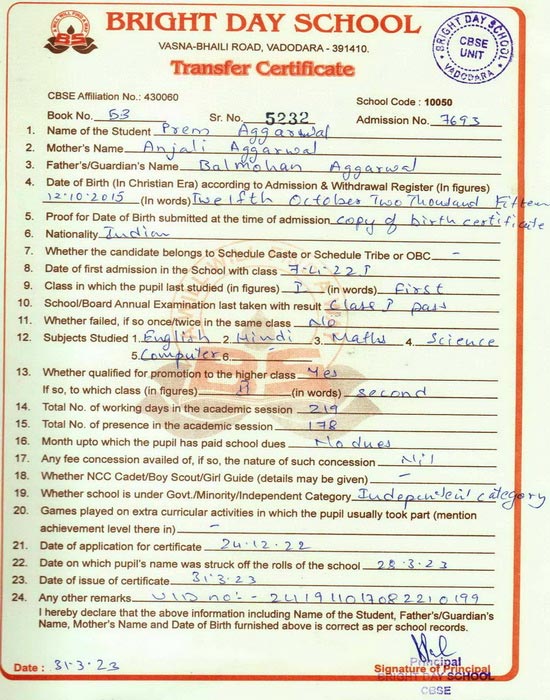 BRIGHT DAY SCHOOL
VASNA-BHAILI ROAD, VADODARA - 391410.
BRIGHT DAY SCHOOL CBSE UNIT VADODARA
Transfer Certificate
CBSE Affiliation No.: 430060
School Code : 10050
Book No. 53 Sr. No. 5232 Admission No. 7693
1. Name of the Student Prem Aggarwal
2. Mother's Name Anjali Aggarwal
3. Father's/Guardian's Name Balmohan Aggarwal
4. Date of Birth (In Christian Era) according to Admission & Withdrawal Register (In figures)
12.10.2015 (In words) Twelfth October Two Thousand Fifteen
5. Proof for Date of Birth submitted at the time of admission copy of birth certificate
6. Nationality Indian
7. Whether the candidate belongs to Schedule Caste or Schedule Tribe or OBC -
8. Date of first admission in the School with class 7.4.22 I
9. Class in which the pupil last studied (in figures) I (in words) first
10. School/Board Annual Examination last taken with result Class I pass
11. Whether failed, if so once/twice in the same class No
12. Subjects Studied 1. English 2. Hindi 3. Maths 4. Science
5. Computer 6.
13. Whether qualified for promotion to the higher class Yes
If so, to which class (in figures) II (in words) second
14. Total No. of working days in the academic session 219
15. Total No. of presence in the academic session 178
16. Month upto which the pupil has paid school dues No dues
17. Any fee concession availed of, if so, the nature of such concession Nil
18. Whether NCC Cadet/Boy Scout/Girl Guide (details may be given) -
19. Whether school is under Govt./Minority/Independent Category Independent category
20. Games played on extra curricular activities in which the pupil usually took part (mention
achievement level there in) -
21. Date of application for certificate 24.12.22
22. Date on which pupil's name was struck off the rolls of the school 28.3.23
23. Date of issue of certificate 31.3.23
24. Any other remarks UID no:- 2411911017082210199
I hereby declare that the above information including Name of the Student, Father's/Guardian's
Name, Mother's Name and Date of Birth furnished above is correct as per school records.
Date : 31.3.23
Signature of Principal
Principal
BRIGHT DAY SCHOOL
CBSE